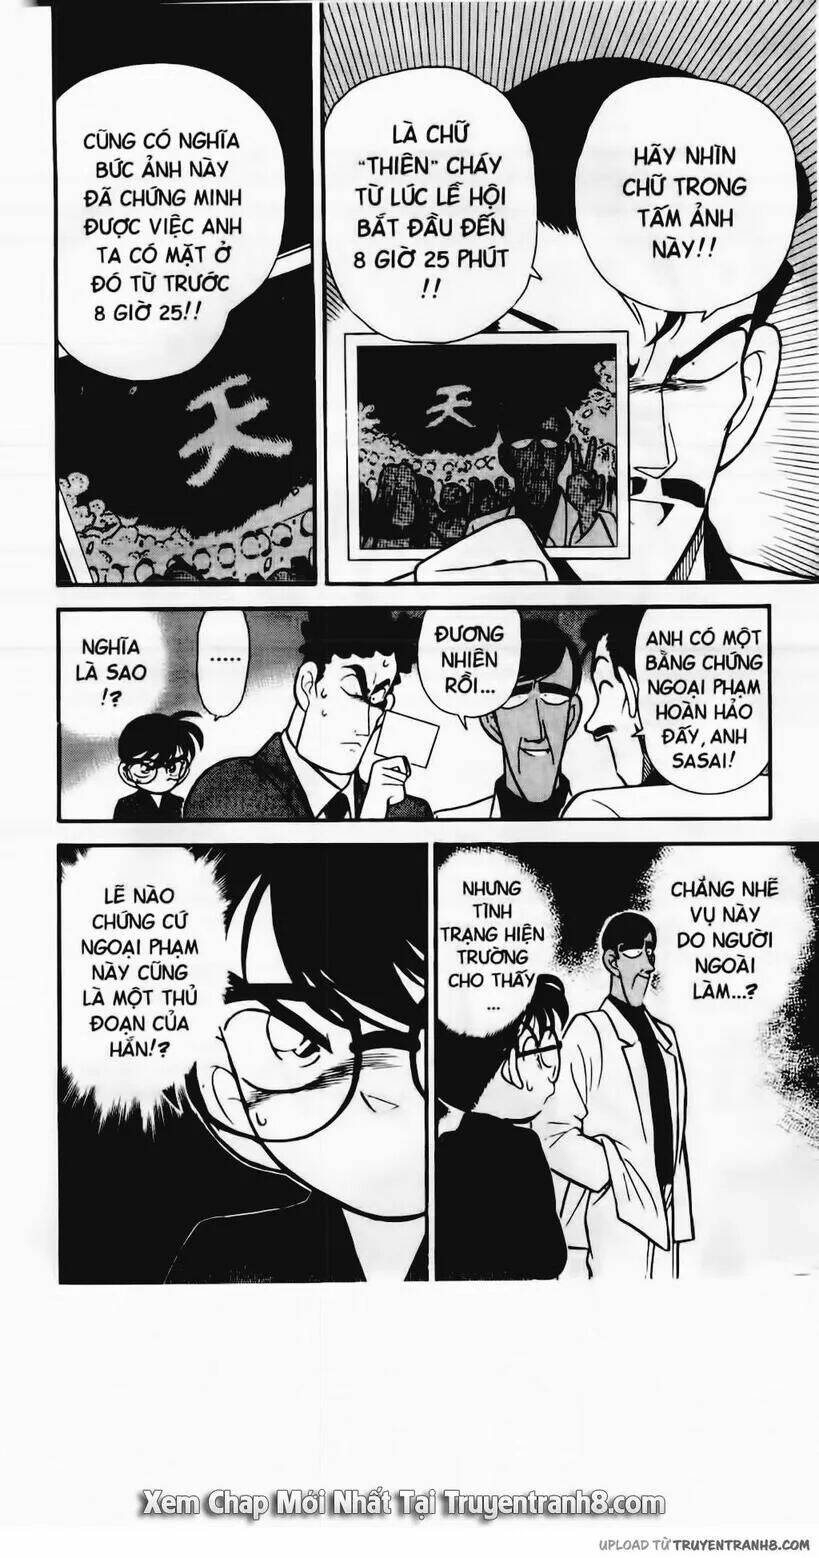 HÃY NHÌN
CHỮ TRONG
TẤM ẢNH
NÀY!!
LÀ CHỮ
"THIÊN" CHÁY
TỪ LÚC LỄ HỘI
BẮT ĐẦU ĐẾN
8 GIỜ 25 PHÚT
!!
天
CŨNG CÓ NGHĨA
BỨC ẢNH NÀY
ĐÃ CHỨNG MINH
ĐƯỢC VIỆC ANH
TA CÓ MẶT Ở
ĐÓ TỪ TRƯỚC
8 GIỜ 25!!
天
ANH CÓ MỘT
BẰNG CHỨNG
NGOẠI PHẠM
HOÀN HẢO
ĐẤY, ANH
SASAI!
ĐƯƠNG
NHIÊN
RỒI...
.....
NGHĨA
LÀ SAO
!?
CHẲNG NHẼ
VỤ NÀY
DO NGƯỜI
NGOÀI
LÀM...?
NHƯNG
TÌNH
TRẠNG HIỆN
TRƯỜNG
CHO THẤY
...
LẼ NÀO
CHỨNG CỨ
NGOẠI PHẠM
NÀY CŨNG
LÀ MỘT THỦ
ĐOẠN CỦA
HẮN!?
Xem Chap Mới Nhất Tại Truyentranh8.com
UPLOAD TỪ TRUYENTRANH8.COM